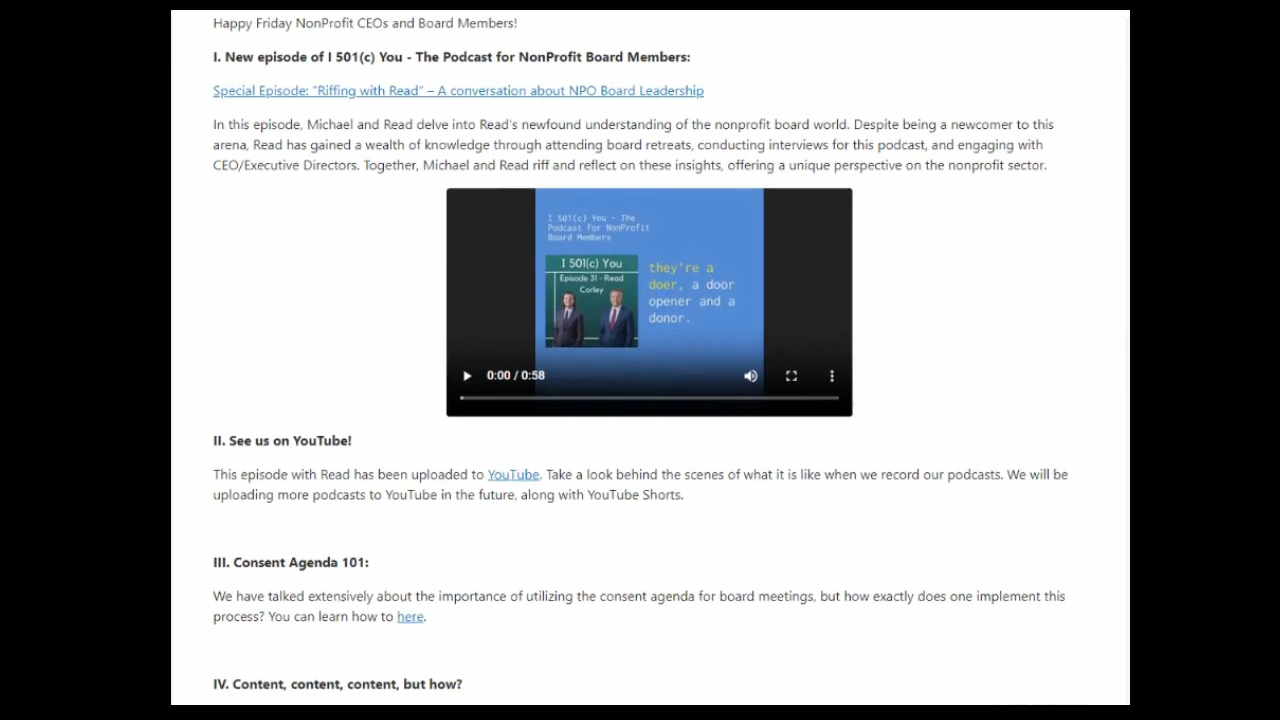 Happy Friday NonProfit CEOs and Board Members!
I. New episode of I 501(c) You - The Podcast for NonProfit Board Members:
Special Episode: “Riffing with Read” – A conversation about NPO Board Leadership
In this episode, Michael and Read delve into Read's newfound understanding of the nonprofit board world. Despite being a newcomer to this
arena, Read has gained a wealth of knowledge through attending board retreats, conducting interviews for this podcast, and engaging with
CEO/Executive Directors. Together, Michael and Read riff and reflect on these insights, offering a unique perspective on the nonprofit sector.
I 501(c) You - The
Podcast for NonProfit
Board Members
I 501(c) You
Episode 31 - Read
Corley
they're a
doer, a door
opener and a
donor.
0:00 / 0:58
II. See us on YouTube!
This episode with Read has been uploaded to YouTube. Take a look behind the scenes of what it is like when we record our podcasts. We will be
uploading more podcasts to YouTube in the future, along with YouTube Shorts.
III. Consent Agenda 101:
We have talked extensively about the importance of utilizing the consent agenda for board meetings, but how exactly does one implement this
process? You can learn how to here.
IV. Content, content, content, but how?